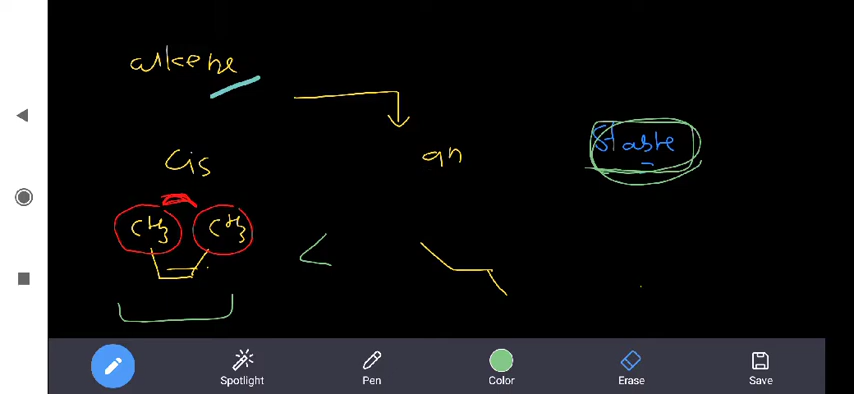 alkene
Cis
an
Stable
CH3 CH3
<
Spotlight
Pen
Color
Erase
Save